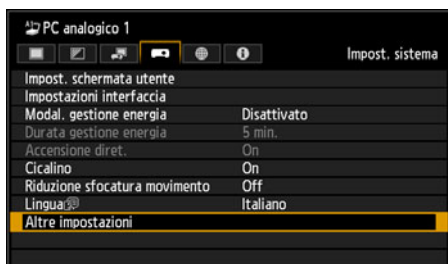 PC analogico 1
Impost. sistema
Impost. schermata utente
Impostazioni interfaccia
Modal. gestione energia Disattivato
Durata gestione energia 5 min.
Accensione diret. On
Cicalino On
Riduzione sfocatura movimento Off
Lingua Italiano
Altre impostazioni